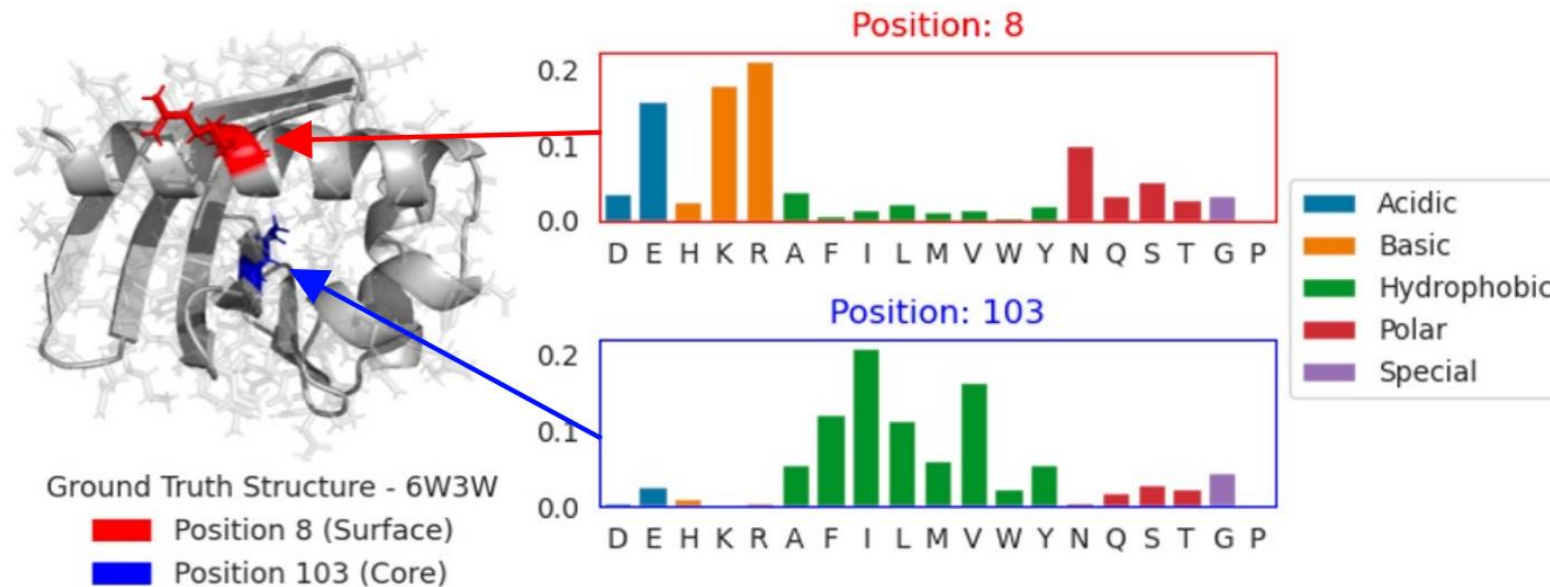 Position: 8
0.2
0.1
0.0
D E H K R A F I L M V W Y N Q S T G P
Position: 103
0.2
0.1
0.0
D E H K R A F I L M V W Y N Q S T G P
Acidic
Basic
Hydrophobic
Polar
Special
Ground Truth Structure - 6W3W
Position 8 (Surface)
Position 103 (Core)